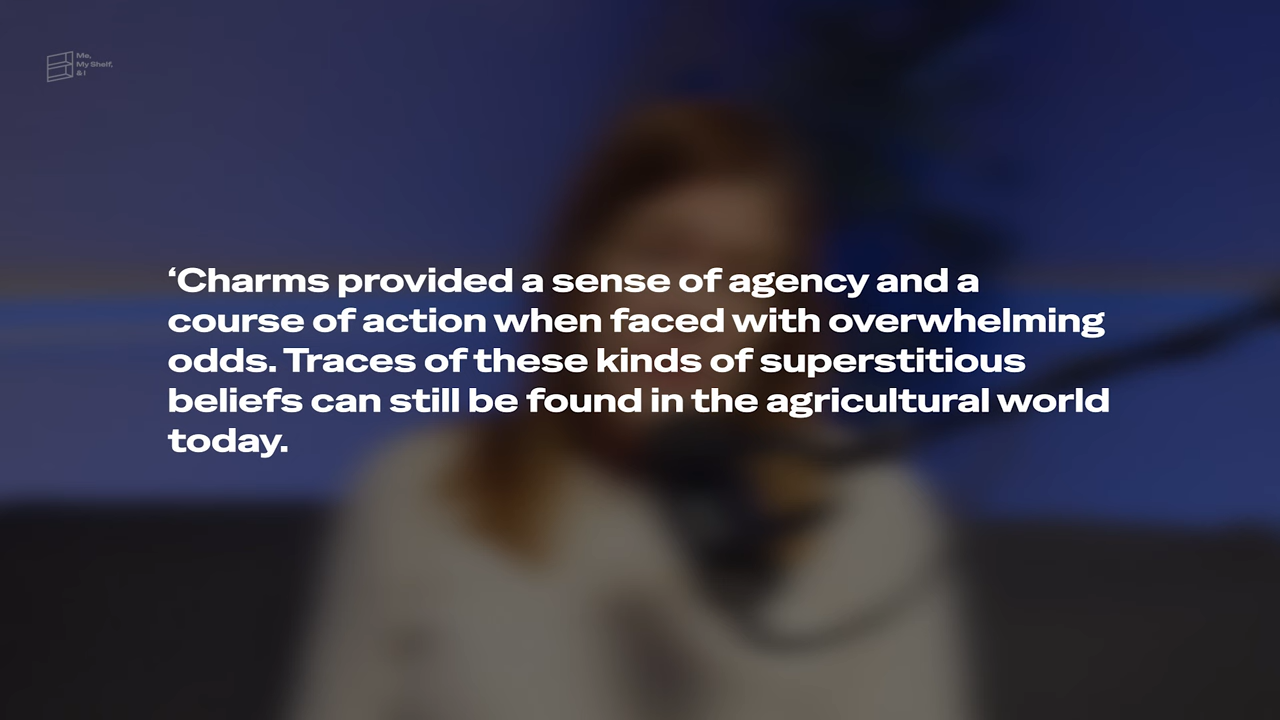 Me,
My Shelf,
& I
‘Charms provided a sense of agency and a
course of action when faced with overwhelming
odds. Traces of these kinds of superstitious
beliefs can still be found in the agricultural world
today.